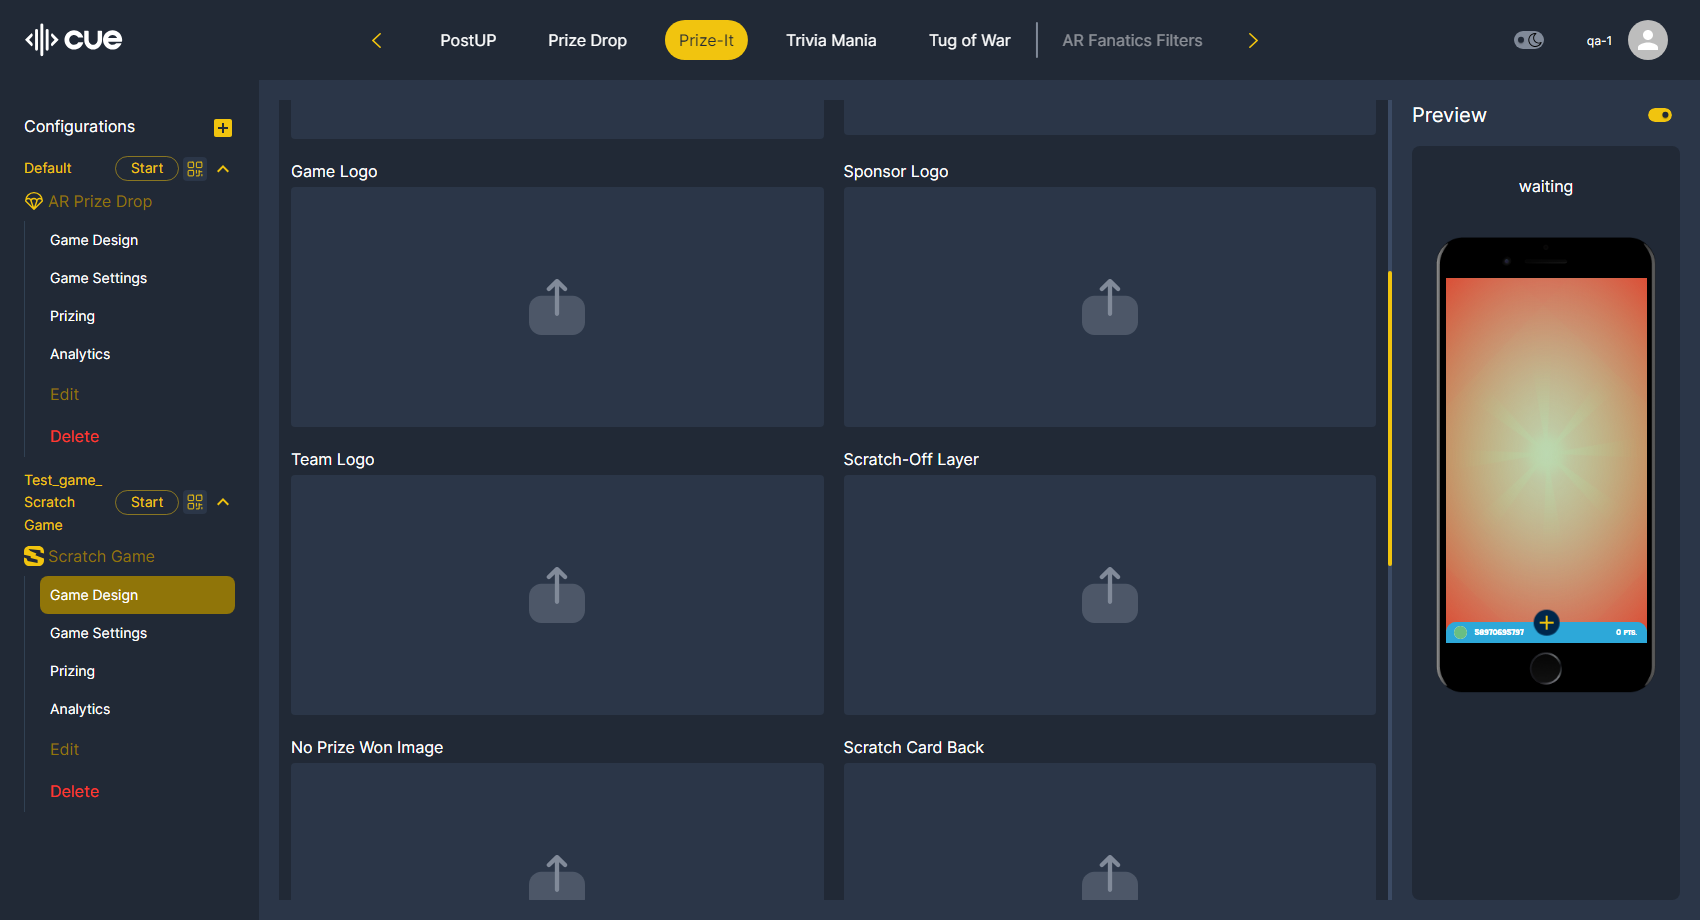 cue
PostUP
Prize Drop
Prize-It
Trivia Mania
Tug of War
AR Fanatics Filters
qa-1
Configurations
Default
Start
AR Prize Drop
Game Design
Game Settings
Prizing
Analytics
Edit
Delete
Test_game_
Scratch
Game
Start
Scratch Game
Game Design
Game Settings
Prizing
Analytics
Edit
Delete
Game Logo
Sponsor Logo
Team Logo
Scratch-Off Layer
No Prize Won Image
Scratch Card Back
Preview
waiting
58970695797
0 PTS.